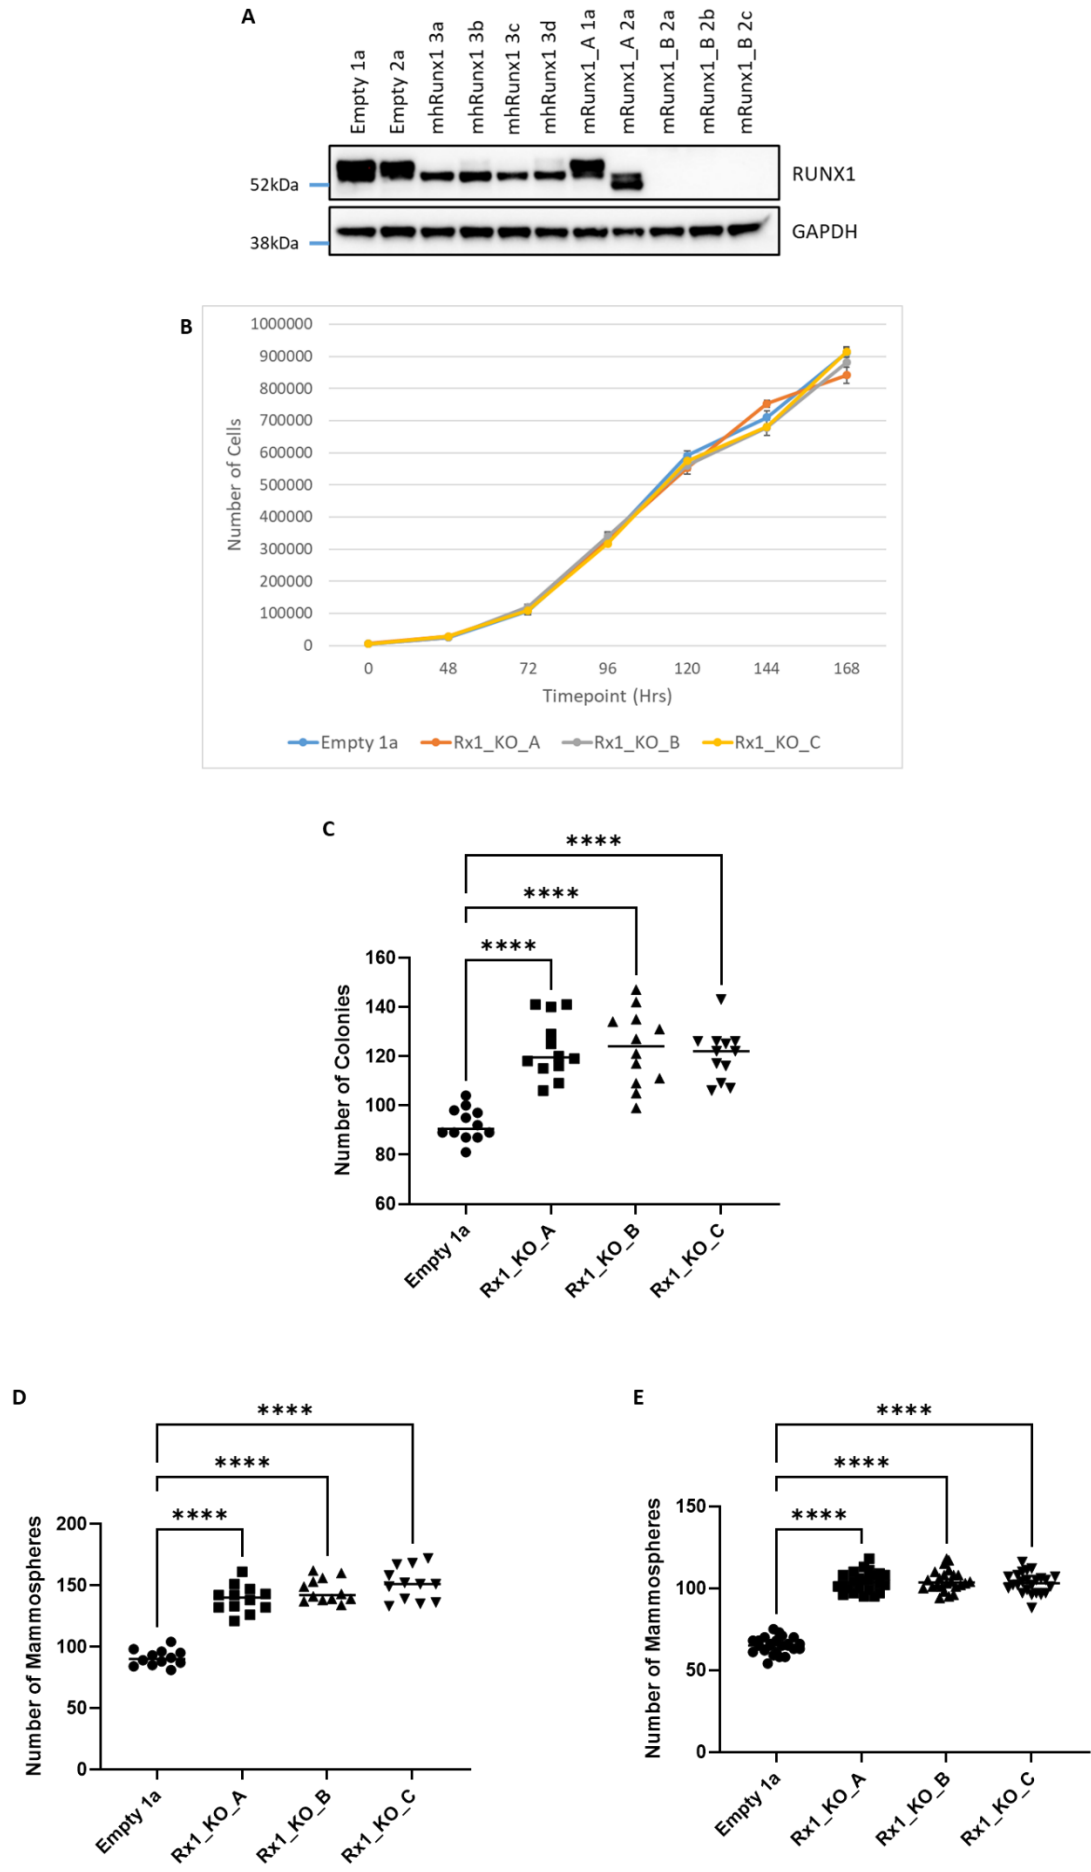 A
Empty 1a
Empty 2a
mhRunx1 3a
mhRunx1 3b
mhRunx1 3c
mhRunx1 3d
mRunx1_A 1a
mRunx1_A 2a
mRunx1_B 2a
mRunx1_B 2b
mRunx1_B 2c
52kDa
RUNX1
38kDa
GAPDH
B
Number of Cells
1000000
900000
800000
700000
600000
500000
400000
300000
200000
100000
0
0 48 72 96 120 144 168
Timepoint (Hrs)
Empty 1a Rx1_KO_A Rx1_KO_B Rx1_KO_C
C
****
****
****
Number of Colonies
160
140
120
100
80
60
Empty 1a
Rx1_KO_A
Rx1_KO_B
Rx1_KO_C
D
****
****
****
Number of Mammospheres
200
150
100
50
0
Empty 1a
Rx1_KO_A
Rx1_KO_B
Rx1_KO_C
E
****
****
****
Number of Mammospheres
150
100
50
0
Empty 1a
Rx1_KO_A
Rx1_KO_B
Rx1_KO_C